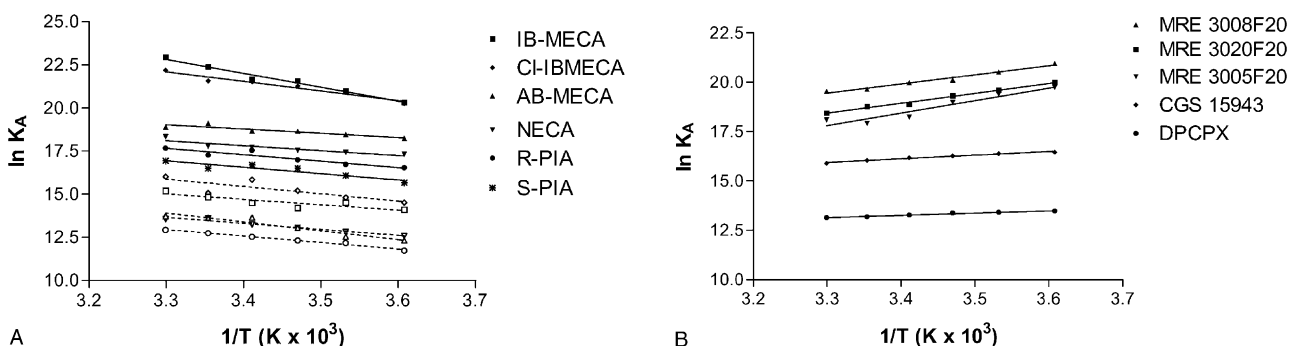 25.0
22.5
20.0
17.5
15.0
12.5
10.0
ln K_A
3.2 3.3 3.4 3.5 3.6 3.7
1/T (K x 10³)
A
IB-MECA
Cl-IBMECA
AB-MECA
NECA
R-PIA
S-PIA
22.5
20.0
17.5
15.0
12.5
10.0
ln K_A
3.2 3.3 3.4 3.5 3.6 3.7
1/T (K x 10³)
B
MRE 3008F20
MRE 3020F20
MRE 3005F20
CGS 15943
DPCPX